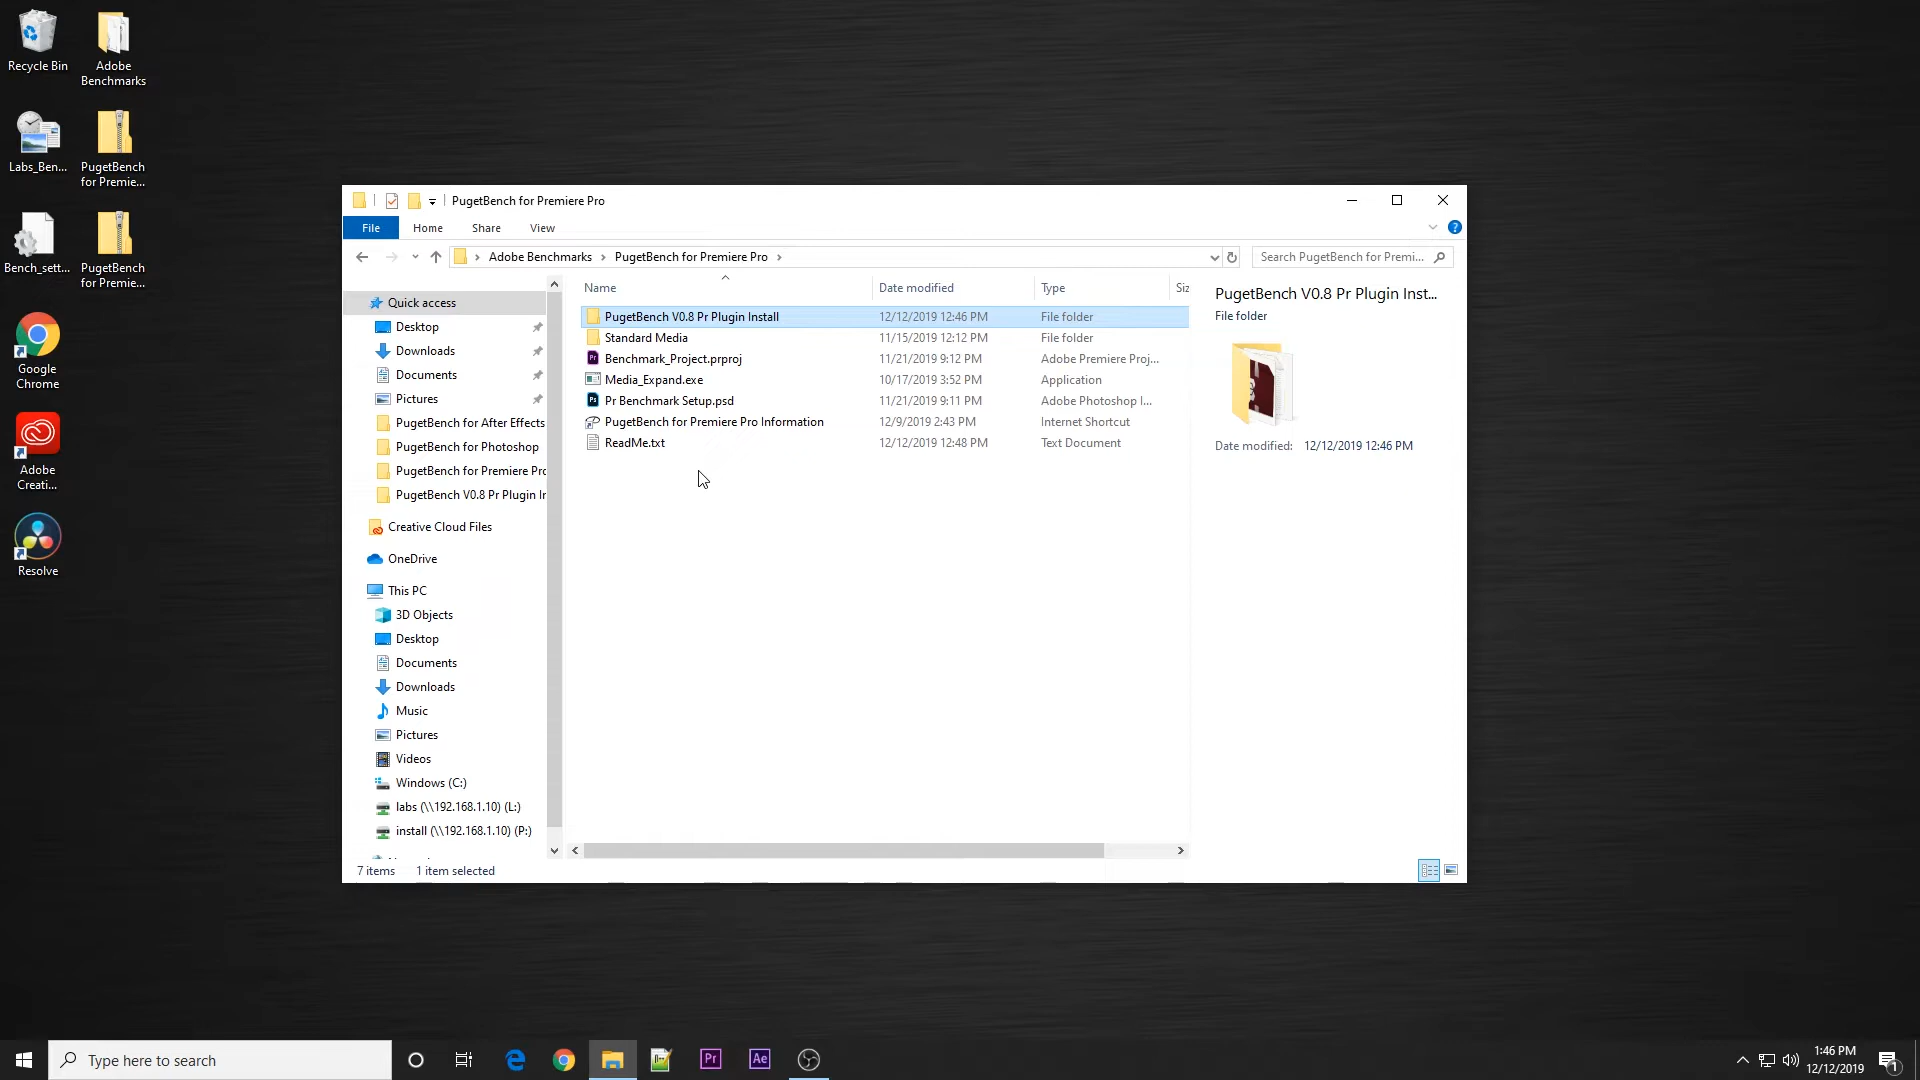 Recycle Bin
Adobe
Benchmarks
Labs_Ben...
PugetBench
for Premie...
Bench_sett...
PugetBench
for Premie...
Google
Chrome
Adobe
Creati...
Resolve
PugetBench for Premiere Pro
File Home Share View
Adobe Benchmarks PugetBench for Premiere Pro Search PugetBench for Premi...
Quick access
Desktop
Downloads
Documents
Pictures
PugetBench for After Effects
PugetBench for Photoshop
PugetBench for Premiere Pro
PugetBench V0.8 Pr Plugin In
Creative Cloud Files
OneDrive
This PC
3D Objects
Desktop
Documents
Downloads
Music
Pictures
Videos
Windows (C:)
labs (\\192.168.1.10) (L:)
install (\\192.168.1.10) (P:)
Name Date modified Type Siz
PugetBench V0.8 Pr Plugin Install 12/12/2019 12:46 PM File folder
Standard Media 11/15/2019 12:12 PM File folder
Benchmark_Project.prproj 11/21/2019 9:12 PM Adobe Premiere Proj...
Media_Expand.exe 10/17/2019 3:52 PM Application
Pr Benchmark Setup.psd 11/21/2019 9:11 PM Adobe Photoshop I...
PugetBench for Premiere Pro Information 12/9/2019 2:43 PM Internet Shortcut
ReadMe.txt 12/12/2019 12:48 PM Text Document
PugetBench V0.8 Pr Plugin Inst...
File folder
Date modified: 12/12/2019 12:46 PM
7 items 1 item selected
Type here to search
Pr
Ae
1:46 PM
12/12/2019
1